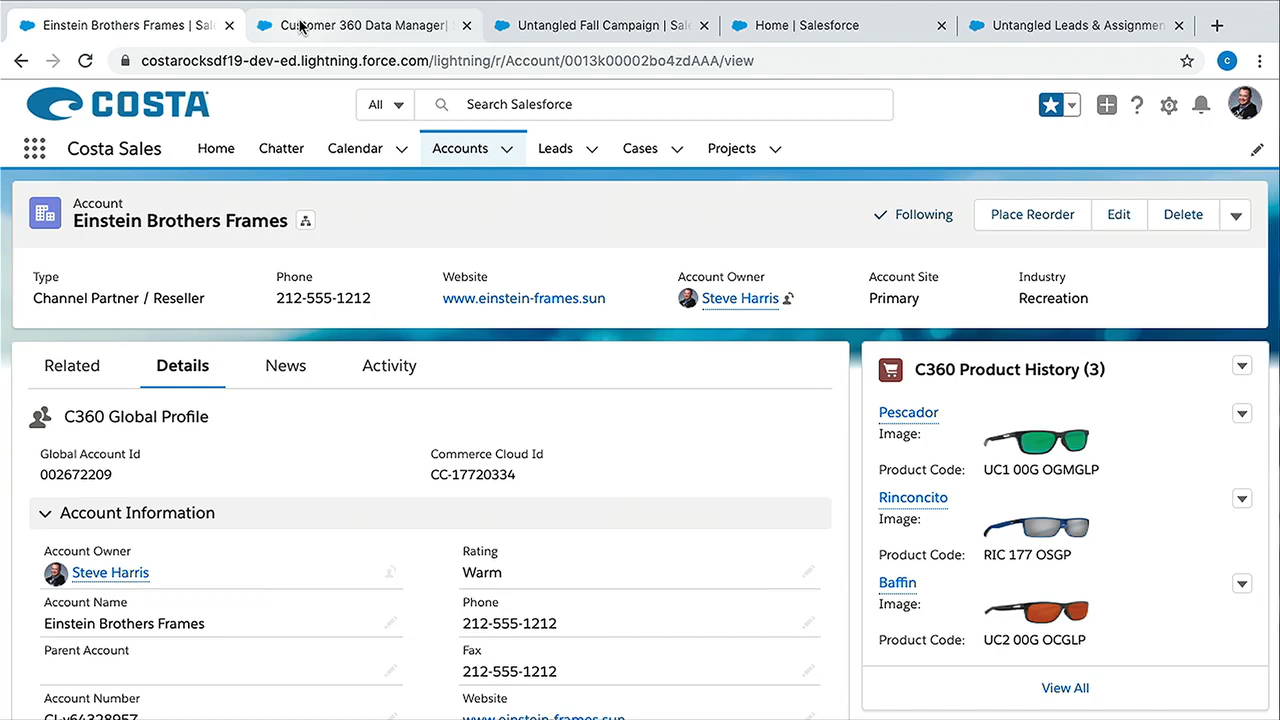 Einstein Brothers Frames | Sal
Customer 360 Data Manager|
Untangled Fall Campaign | Sale
Home | Salesforce
Untangled Leads & Assignmen
costarocksdf19-dev-ed.lightning.force.com/lightning/r/Account/0013k00002bo4zdAAA/view
c
COSTA
All
Search Salesforce
Costa Sales
Home
Chatter
Calendar
Accounts
Leads
Cases
Projects
Account
Einstein Brothers Frames
Following
Place Reorder
Edit
Delete
Type
Phone
Website
Account Owner
Account Site
Industry
Channel Partner / Reseller
212-555-1212
www.einstein-frames.sun
Steve Harris
Primary
Recreation
Related
Details
News
Activity
C360 Global Profile
Global Account Id
002672209
Commerce Cloud Id
CC-17720334
Account Information
Account Owner
Steve Harris
Rating
Warm
Account Name
Einstein Brothers Frames
Phone
212-555-1212
Parent Account
Fax
212-555-1212
Account Number
CI-v64328957
Website
www.einstein-frames.sun
C360 Product History (3)
Pescador
Image:
Product Code: UC1 00G OGMGLP
Rinconcito
Image:
Product Code: RIC 177 OSGP
Baffin
Image:
Product Code: UC2 00G OCGLP
View All